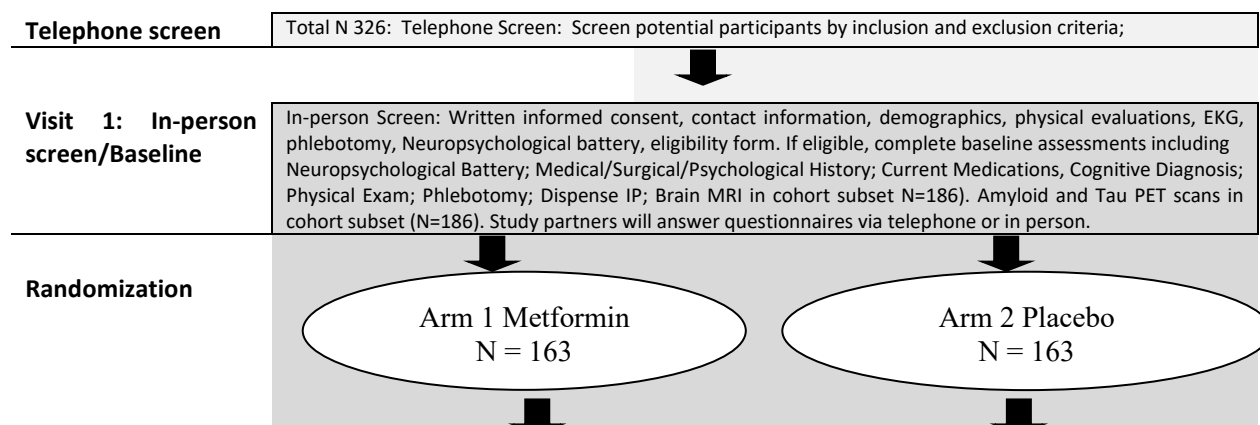 Telephone screen
Total N 326: Telephone Screen: Screen potential participants by inclusion and exclusion criteria;
Visit 1: In-person
screen/Baseline
In-person Screen: Written informed consent, contact information, demographics, physical evaluations, EKG,
phlebotomy, Neuropsychological battery, eligibility form. If eligible, complete baseline assessments including
Neuropsychological Battery; Medical/Surgical/Psychological History; Current Medications, Cognitive Diagnosis;
Physical Exam; Phlebotomy; Dispense IP; Brain MRI in cohort subset N=186). Amyloid and Tau PET scans in
cohort subset (N=186). Study partners will answer questionnaires via telephone or in person.
Randomization
Arm 1 Metformin
N = 163
Arm 2 Placebo
N = 163